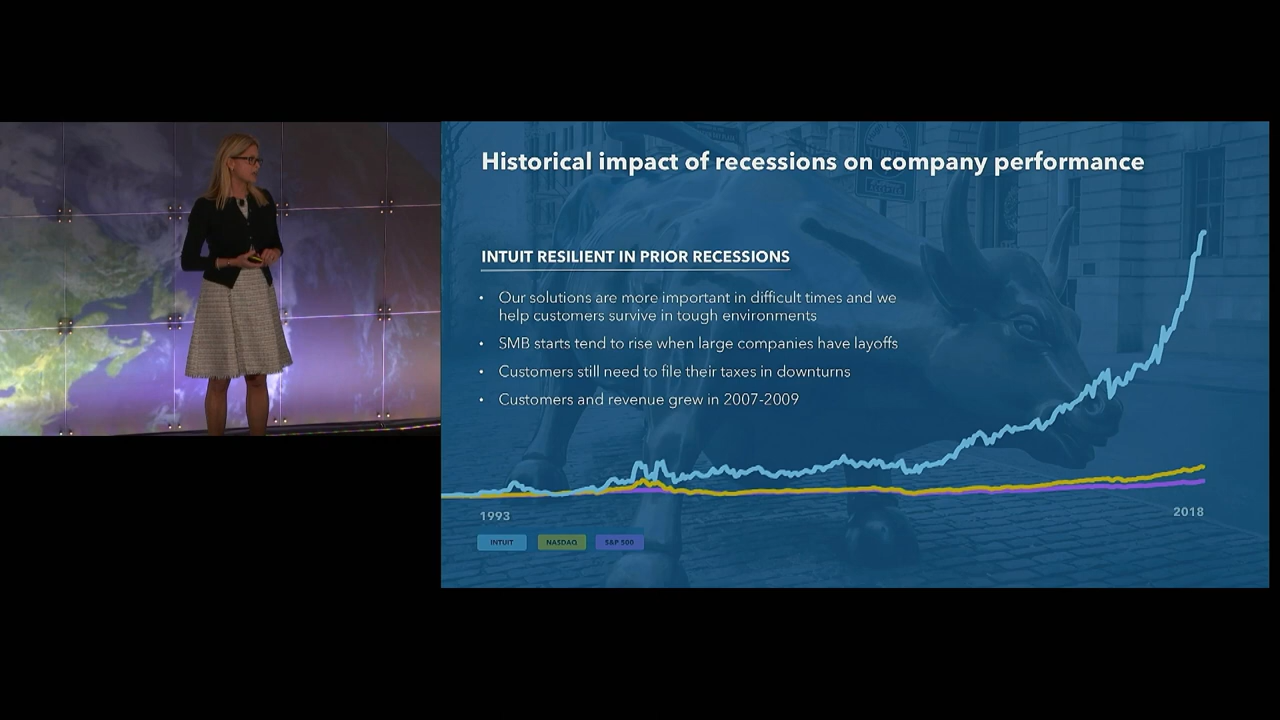 Historical impact of recessions on company performance
INTUIT RESILIENT IN PRIOR RECESSIONS
• Our solutions are more important in difficult times and we
help customers survive in tough environments
• SMB starts tend to rise when large companies have layoffs
• Customers still need to file their taxes in downturns
• Customers and revenue grew in 2007-2009
1993
2018
INTUIT
NASDAQ
S&P 500